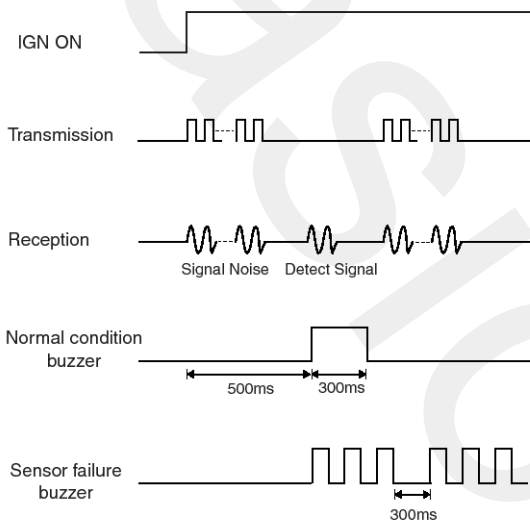 IGN ON
Transmission
Reception
Signal Noise Detect Signal
Normal condition
buzzer
500ms 300ms
Sensor failure
buzzer
300ms